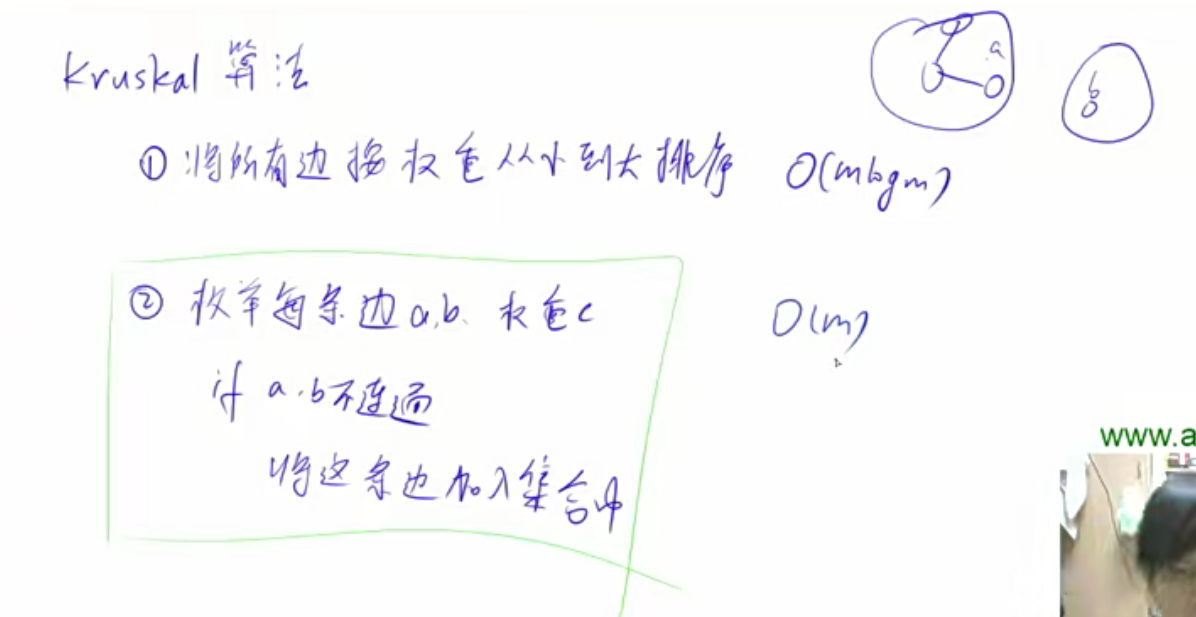 Kruskal 算法
a
b
① 将所有边按权重从小到大排序 O(mlogm)
② 枚举每条边a,b、权重c O(m)
if a,b不连通
将这条边加入集合中
www.a